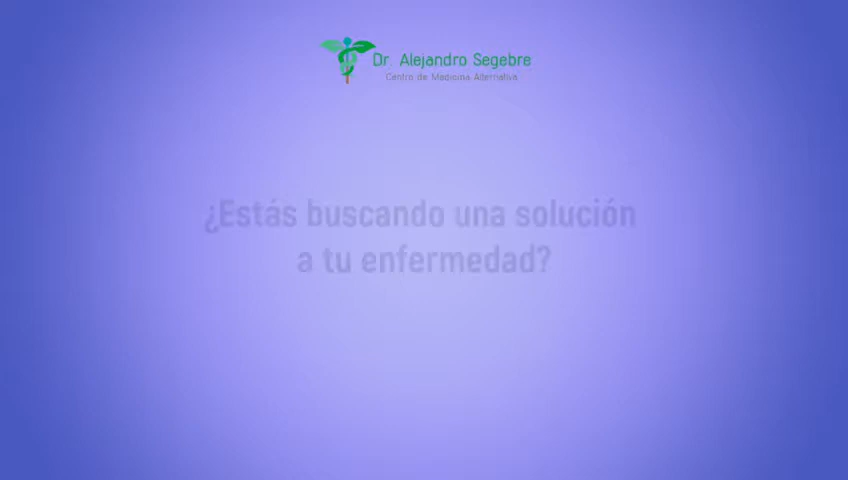 Dr. Alejandro Segebre
Centro de Medicina Alternativa
¿Estás buscando una solución
a tu enfermedad?